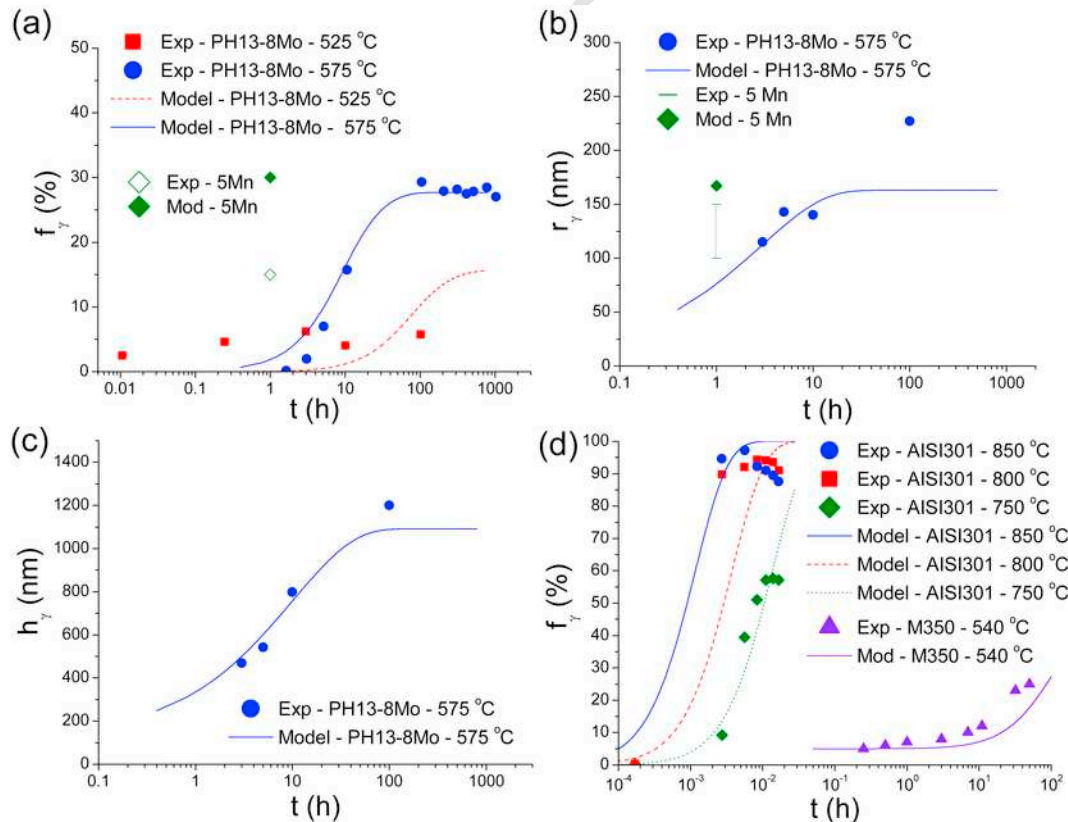 (a)
Exp - PH13-8Mo - 525 °C
Exp - PH13-8Mo - 575 °C
Model - PH13-8Mo - 525 °C
Model - PH13-8Mo - 575 °C
Exp - 5Mn
Mod - 5Mn
50
40
30
20
10
0
fγ (%)
0.01 0.1 1 10 100 1000
t (h)
(b)
Exp - PH13-8Mo - 575 °C
Model - PH13-8Mo - 575 °C
Exp - 5 Mn
Mod - 5 Mn
300
250
200
150
100
50
0
rγ (nm)
0.1 1 10 100 1000
t (h)
(c)
1400
1200
1000
800
600
400
200
0
hγ (nm)
Exp - PH13-8Mo - 575 °C
Model - PH13-8Mo - 575 °C
0.1 1 10 100 1000
t (h)
(d)
100
90
80
70
60
50
40
30
20
10
0
fγ (%)
Exp - AISI301 - 850 °C
Exp - AISI301 - 800 °C
Exp - AISI301 - 750 °C
Model - AISI301 - 850 °C
Model - AISI301 - 800 °C
Model - AISI301 - 750 °C
Exp - M350 - 540 °C
Mod - M350 - 540 °C
10⁻⁴ 10⁻³ 10⁻² 10⁻¹ 10⁰ 10¹ 10²
t (h)